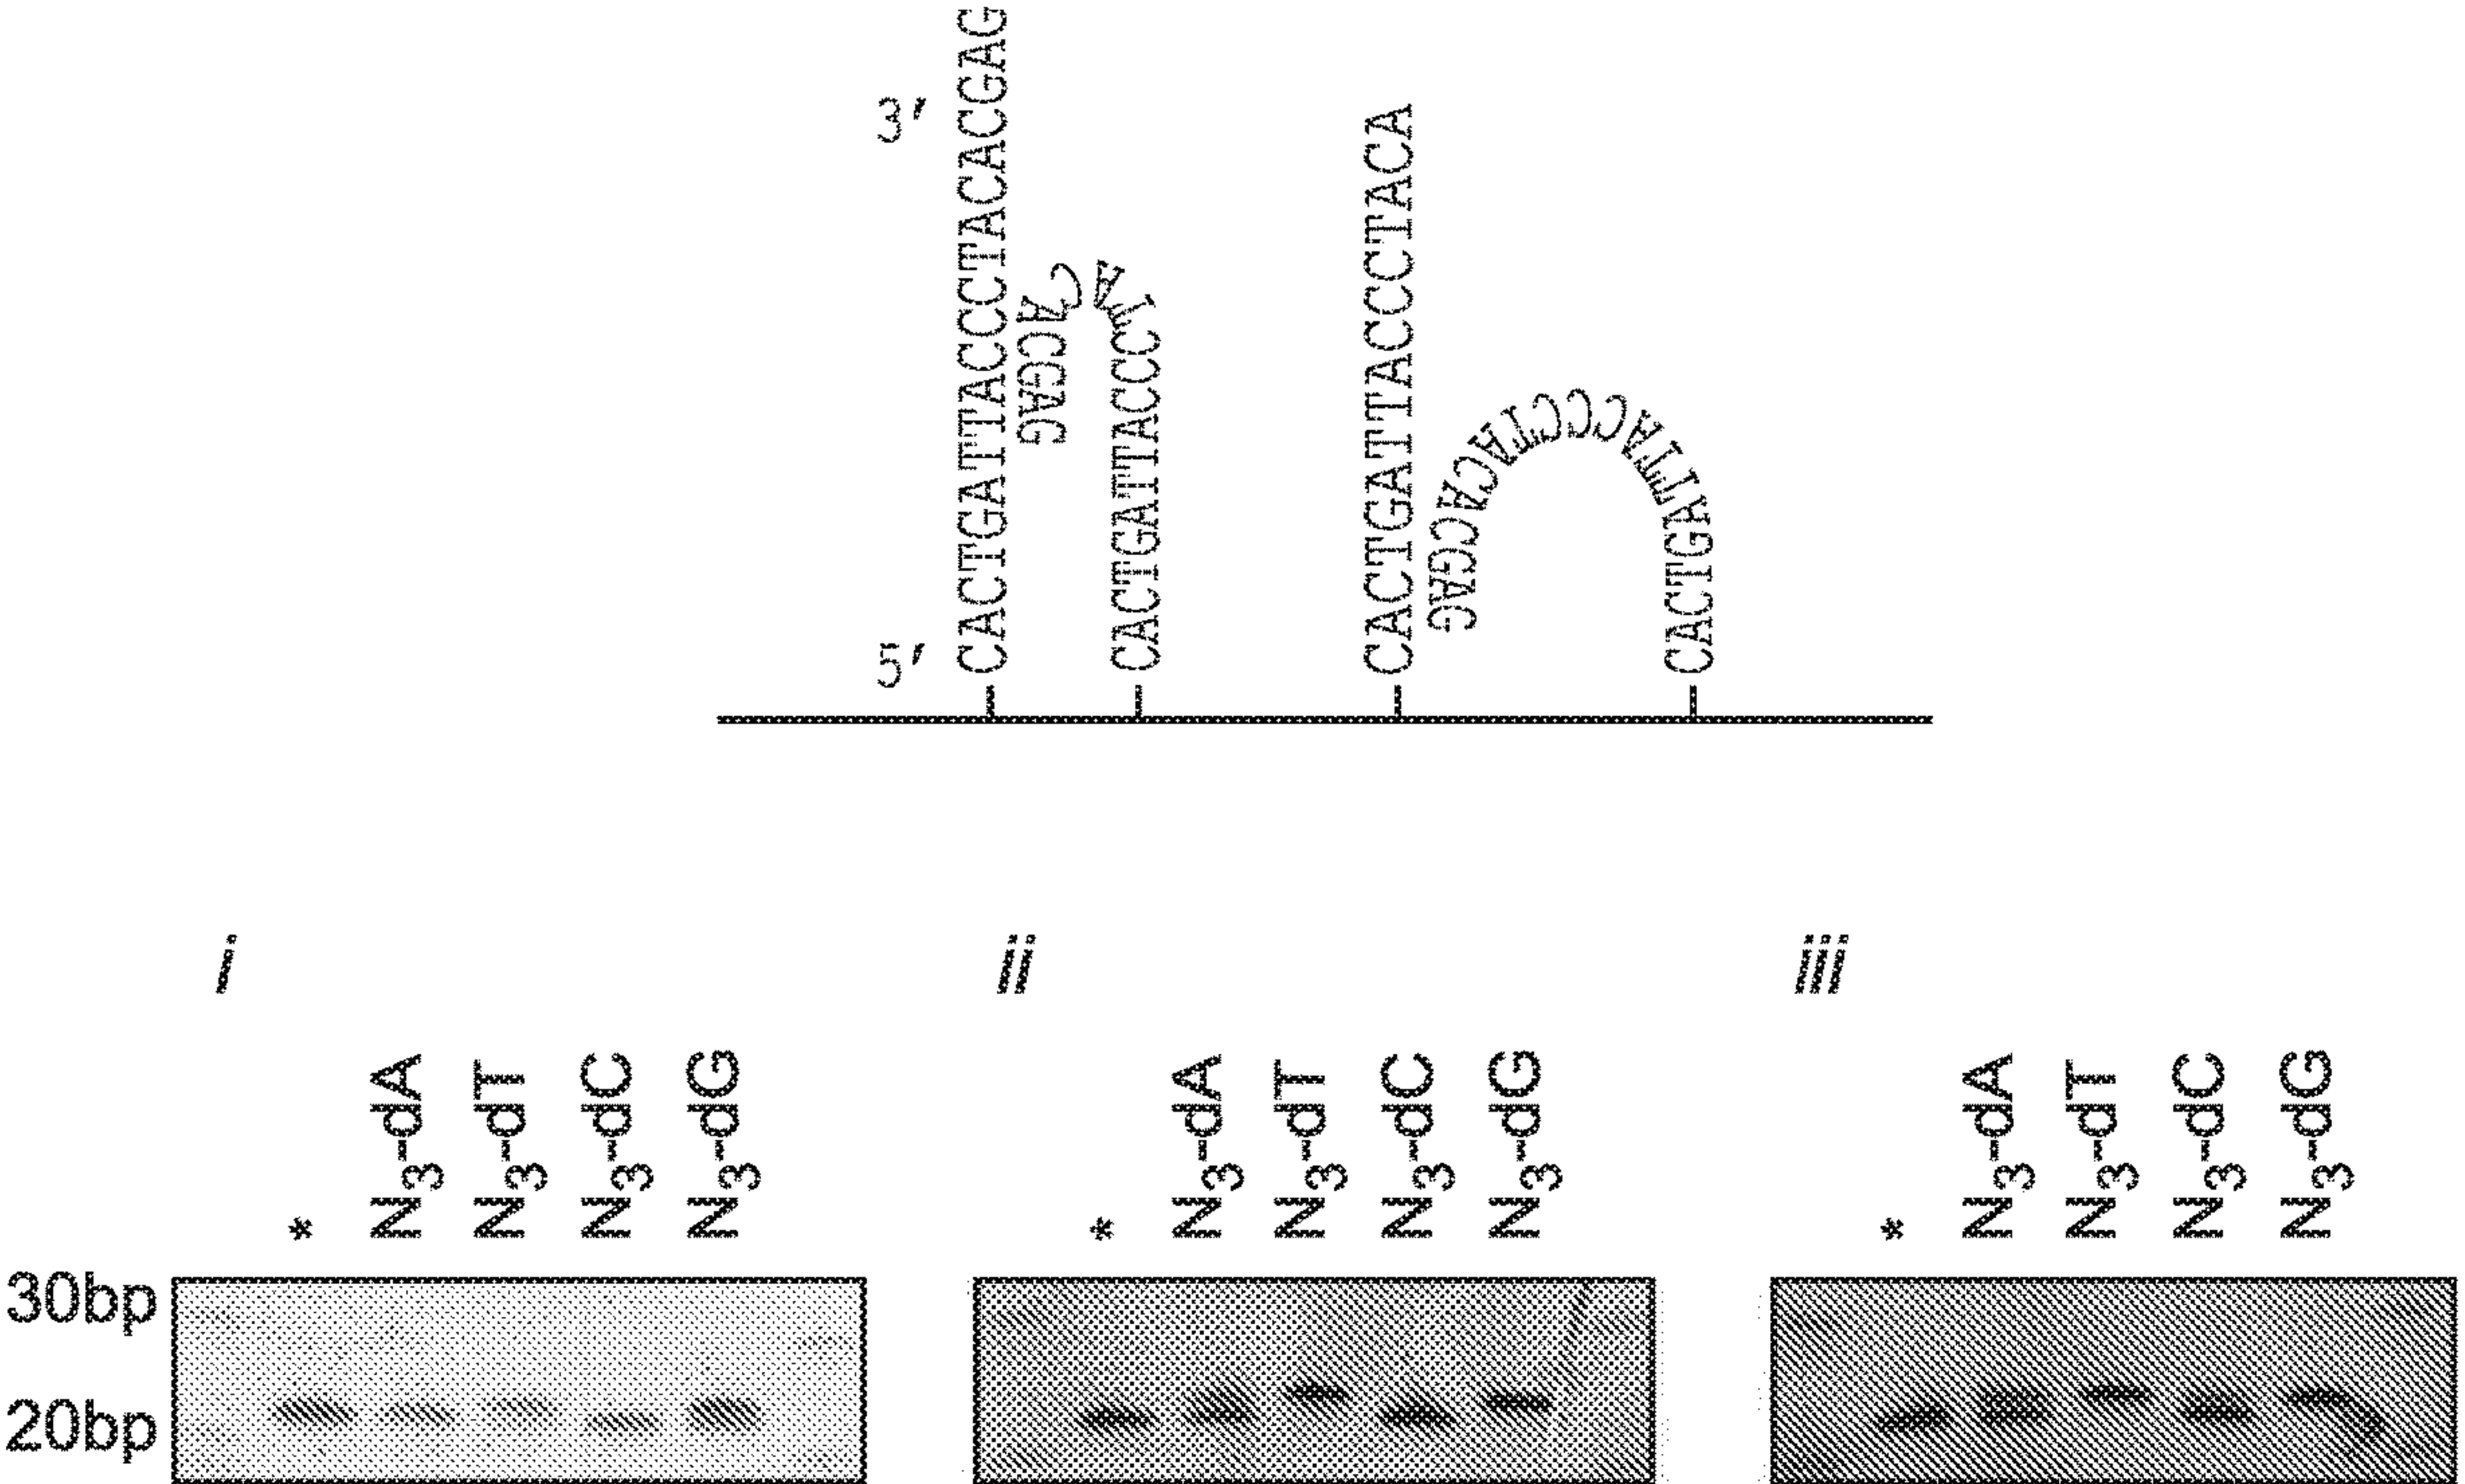 3'
5'
CACTGATTACCCTACACGAG
CACTGATTACCCTACACGAG
CACTGATTACCCTACA
CACTGATTACCCTACACGAG
i
* N3-dA N3-dT N3-dC N3-dG
ii
* N3-dA N3-dT N3-dC N3-dG
iii
* N3-dA N3-dT N3-dC N3-dG
30bp
20bp